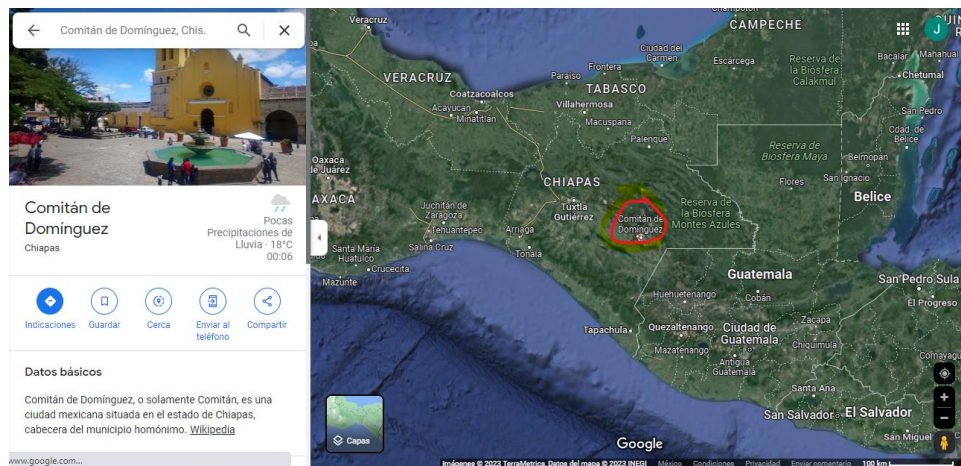 Comitán de Domínguez, Chis.
Comitán de
Domínguez
Chiapas
Pocas
Precipitaciones de
Lluvia · 18°C
00:06
Indicaciones
Guardar
Cerca
Enviar al
teléfono
Compartir
Datos básicos
Comitán de Domínguez, o solamente Comitán, es una
ciudad mexicana situada en el estado de Chiapas,
cabecera del municipio homónimo. Wikipedia
www.google.com...
Veracruz
CAMPECHE
J
Ciudad del
Carmen
Escárcega
Reserva de
la Biósfera
Calakmul
Bacalar
Mahahual
Chetumal
Frontera
Paraíso
VERACRUZ
TABASCO
Coatzacoalcos
Villahermosa
Acayucan
Minatitlán
Macuspana
San Pedro
Palenque
Cdad. de
Belice
Reserva de
Biosfera Maya
Belmopán
Oaxaca
de Juárez
CHIAPAS
Flores
San Ignacio
Belice
AXACA
Juchitán de
Zaragoza
Tuxtla
Gutiérrez
Comitán de
Domínguez
Reserva de
la Biosfera
Montes Azules
Tehuantepec
Arriaga
Santa María
Huatulco
Salina Cruz
Tonalá
Crucecita
Mazunte
Guatemala
San Pedro Sula
Huehuetenango
Cobán
El Progreso
Zacapa
Tapachula
Quezaltenango
Ciudad de
Guatemala
Chiquimula
Mazatenango
Antigua
Guatemala
Comayagu
Santa Ana
San Salvador
El Salvador
San Miguel
Capas
Google
Imágenes © 2023 TerraMetrics, Datos del mapa © 2023 INEGI
México
Condiciones
Privacidad
Enviar comentario
100 km